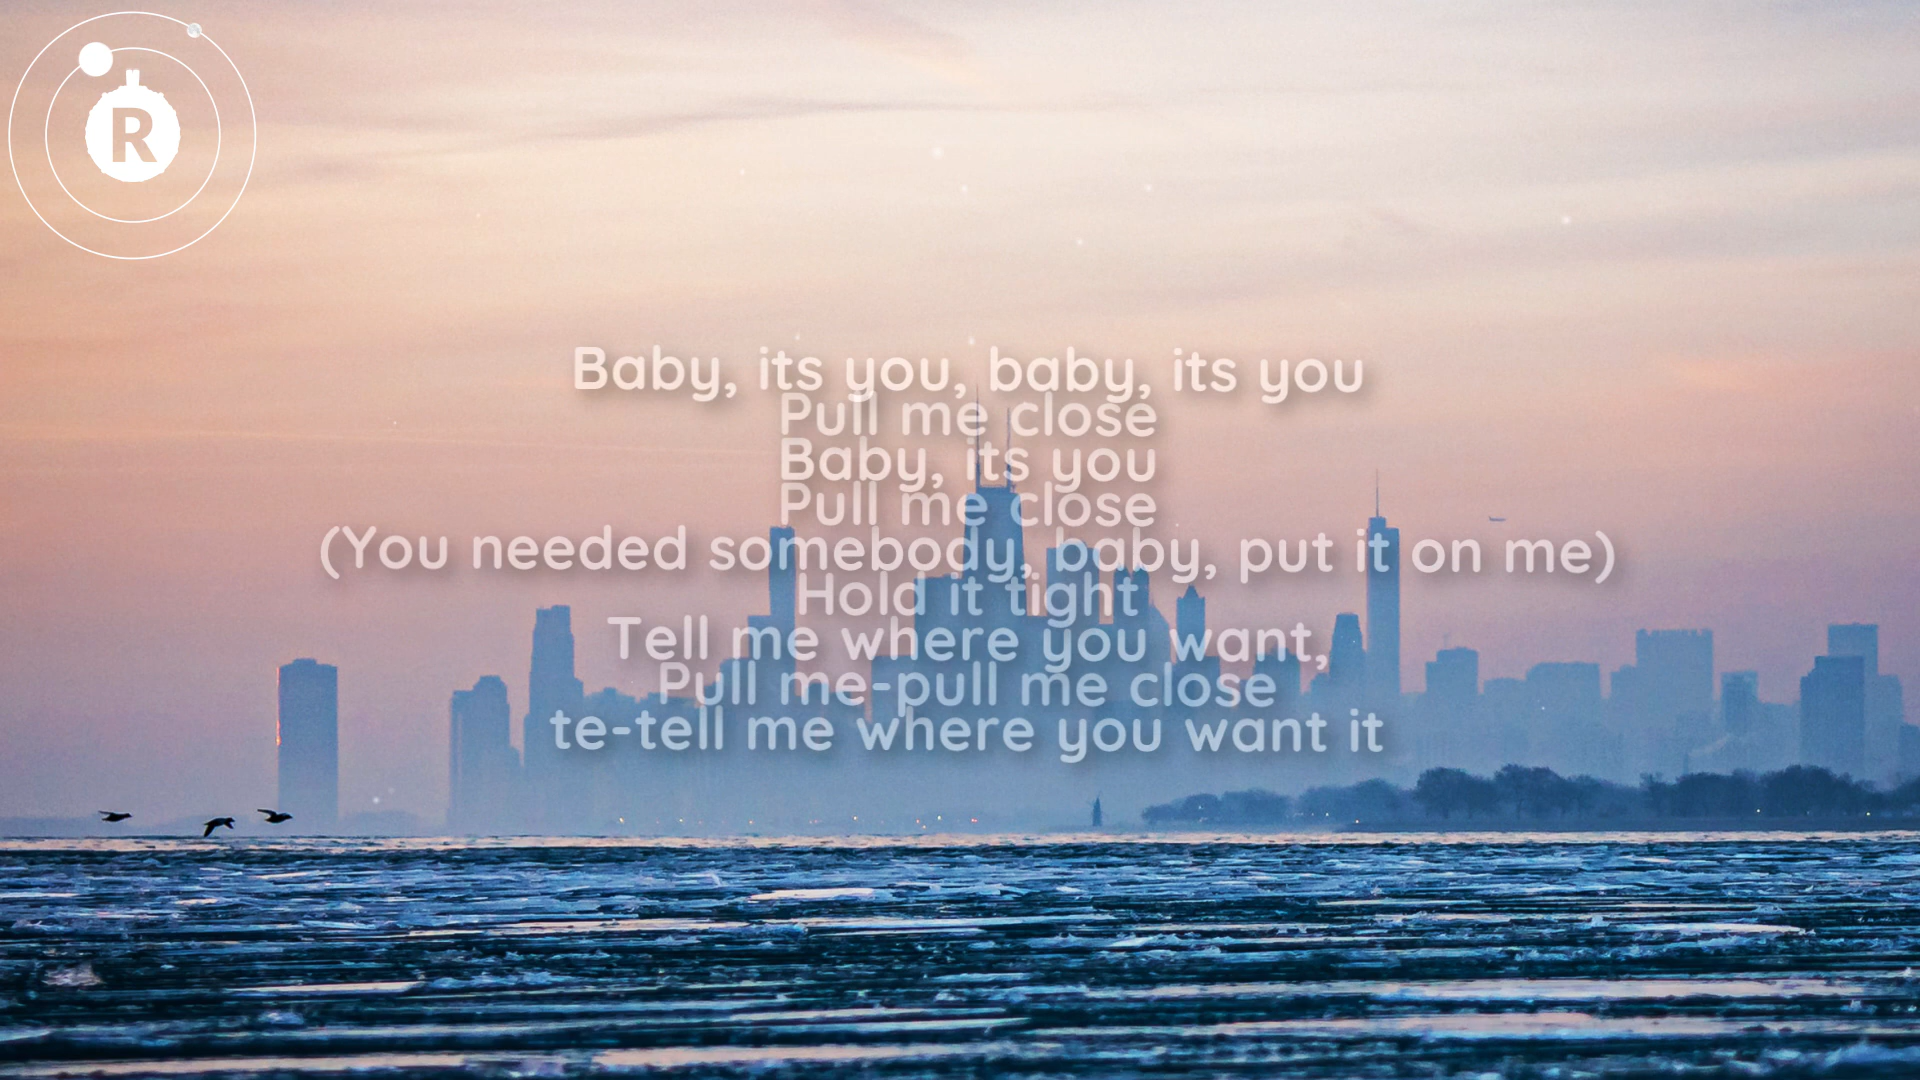 R
Baby, its you, baby, its you
Pull me close
Baby, its you
Pull me close
(You needed somebody, baby, put it on me)
Hold it tight
Tell me where you want,
Pull me-pull me close
te-tell me where you want it